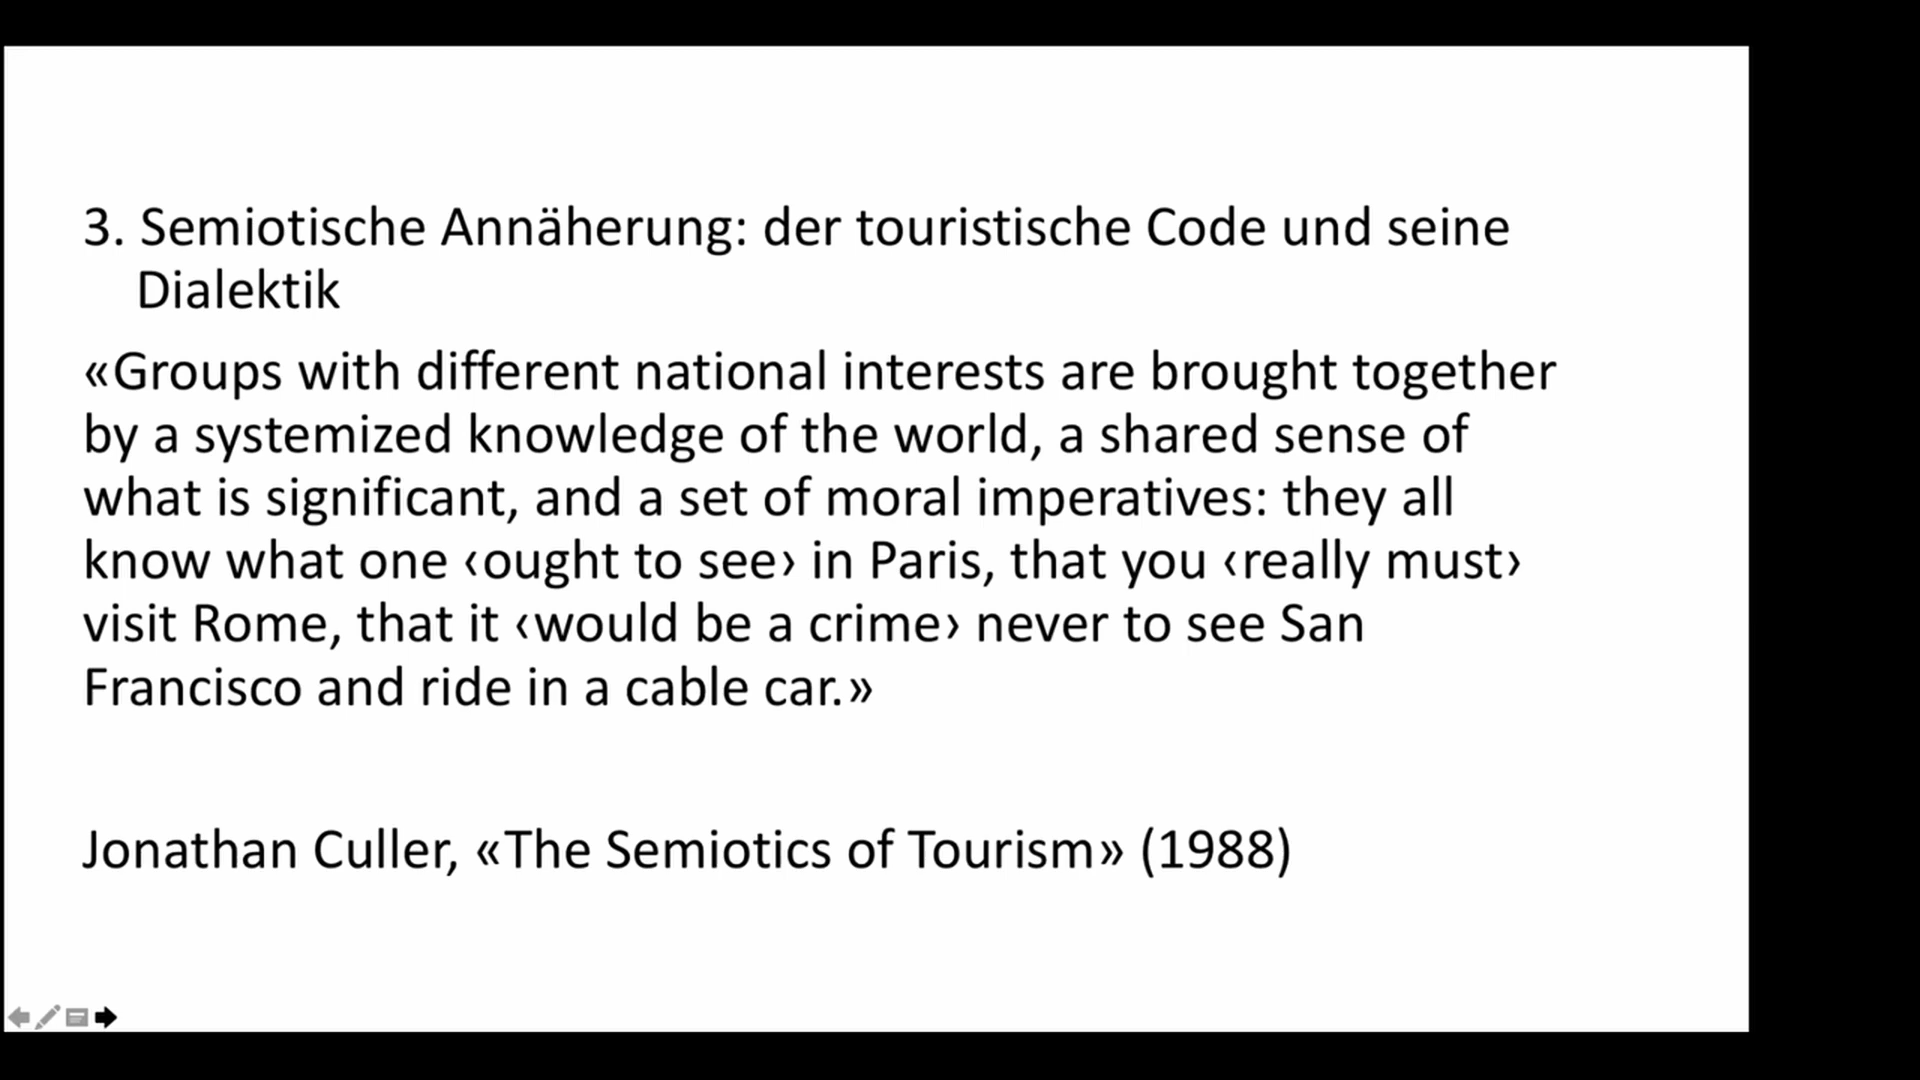 3. Semiotische Annäherung: der touristische Code und seine
Dialektik
«Groups with different national interests are brought together
by a systemized knowledge of the world, a shared sense of
what is significant, and a set of moral imperatives: they all
know what one ‹ought to see› in Paris, that you ‹really must›
visit Rome, that it ‹would be a crime› never to see San
Francisco and ride in a cable car.»
Jonathan Culler, «The Semiotics of Tourism» (1988)